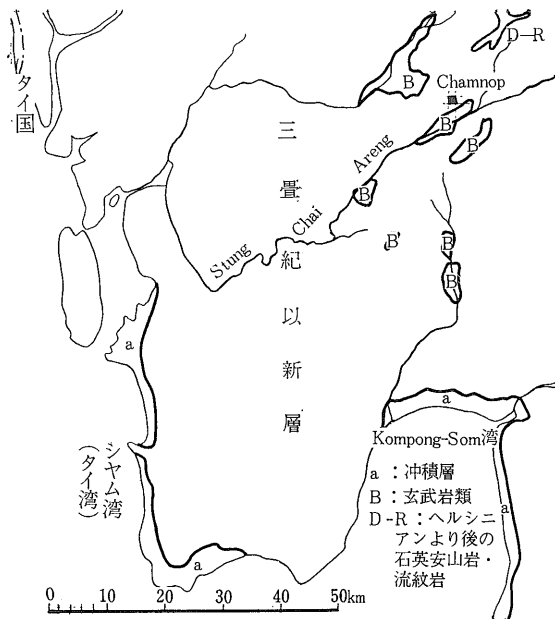 D-R
B
Chamnop
タイ国
B
B
三畳紀以新層
Areng
B
Chai
Stung
B'
B
B
a
a
Kompong-Som湾
シヤム湾
(タイ湾)
a:沖積層
B:玄武岩類
D-R:ヘルシニ
アンより後の
石英安山岩・
流紋岩
a
a
0 10 20 30 40 50km